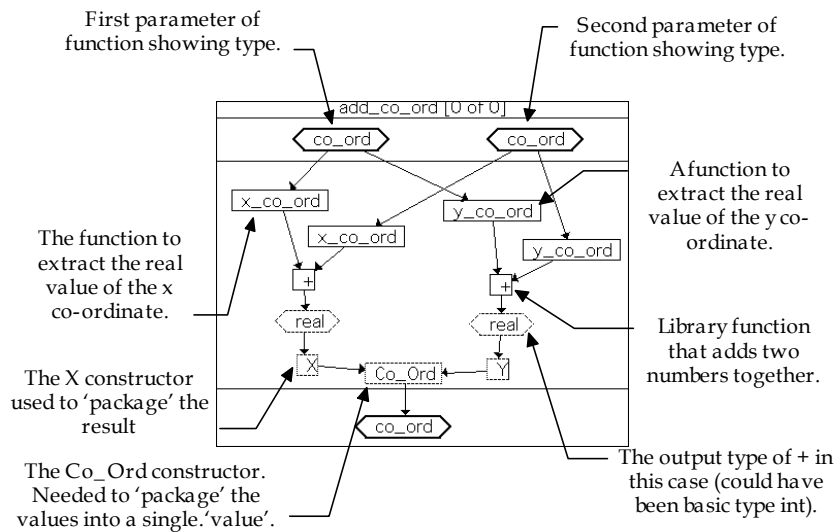 First parameter of
function showing type.
Second parameter of
function showing type.
add_co_ord [0 of 0]
co_ord
co_ord
x_co_ord
y_co_ord
x_co_ord
y_co_ord
A function to
extract the real
value of the y co-
ordinate.
The function to
extract the real
value of the x
co-ordinate.
+
+
real
real
Library function
that adds two
numbers together.
X
Co_Ord
Y
The X constructor
used to ‘package’ the
result
co_ord
The Co_Ord constructor.
Needed to ‘package’ the
values into a single.‘value’.
The output type of + in
this case (could have
been basic type int).